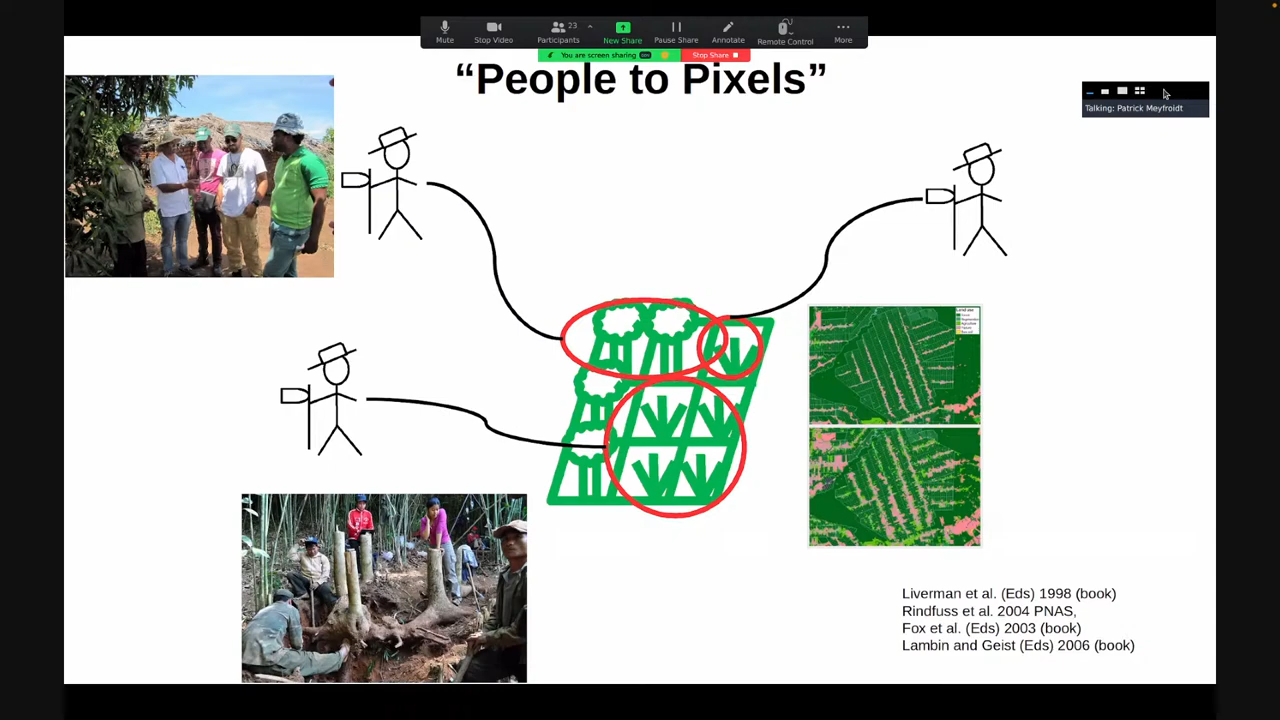 Mute
Stop Video
Participants
23
New Share
Pause Share
Annotate
Remote Control
More
You are screen sharing
Stop Share
“People to Pixels”
Talking: Patrick Meyfroidt
Liverman et al. (Eds) 1998 (book)
Rindfuss et al. 2004 PNAS,
Fox et al. (Eds) 2003 (book)
Lambin and Geist (Eds) 2006 (book)